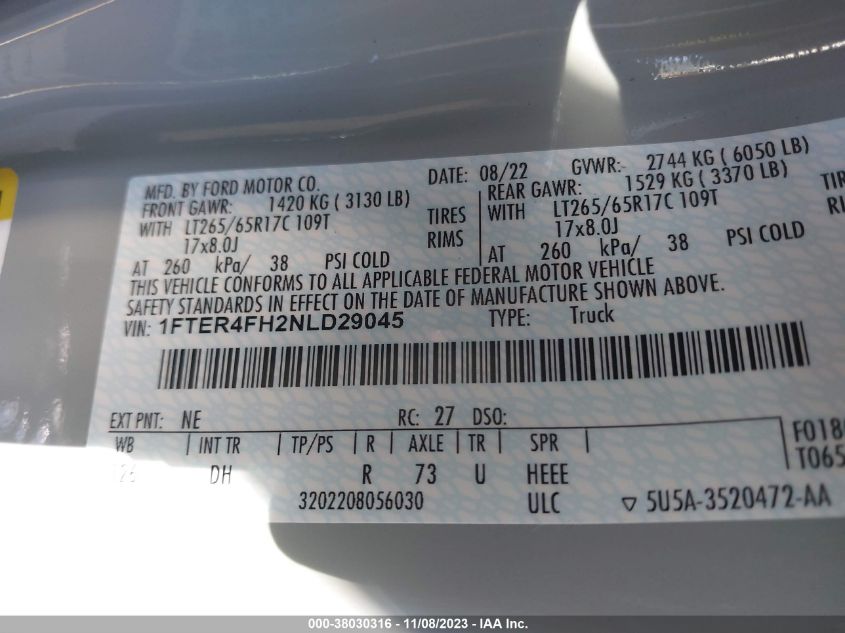 MFD. BY FORD MOTOR CO. DATE: 08/22 GVWR: 2744 KG ( 6050 LB)
FRONT GAWR: 1420 KG ( 3130 LB) REAR GAWR: 1529 KG ( 3370 LB)
WITH LT265/65R17C 109T TIRES WITH LT265/65R17C 109T
17x8.0J RIMS 17x8.0J
AT 260 kPa/ 38 PSI COLD AT 260 kPa/ 38 PSI COLD
THIS VEHICLE CONFORMS TO ALL APPLICABLE FEDERAL MOTOR VEHICLE
SAFETY STANDARDS IN EFFECT ON THE DATE OF MANUFACTURE SHOWN ABOVE.
VIN: 1FTER4FH2NLD29045 TYPE: Truck
EXT PNT: NE RC: 27 DSO:
WB | INT TR | TP/PS | R | AXLE | TR | SPR |
DH R 73 U HEEE
3202208056030 ULC ▽ 5U5A-3520472-AA
000-38030316 - 11/08/2023 - IAA Inc.